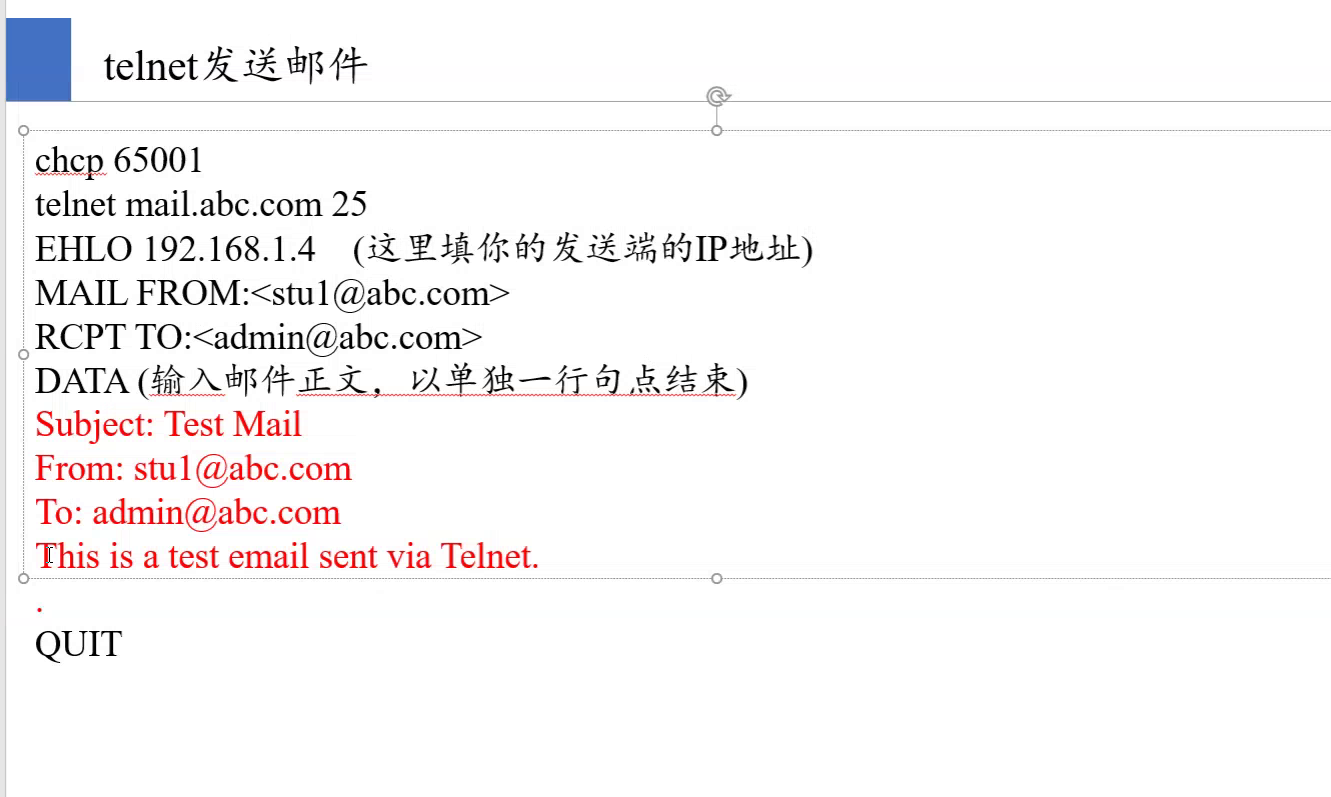 telnet发送邮件
chcp 65001
telnet mail.abc.com 25
EHLO 192.168.1.4    (这里填你的发送端的IP地址)
MAIL FROM:<stu1@abc.com>
RCPT TO:<admin@abc.com>
DATA (输入邮件正文，以单独一行句点结束)
Subject: Test Mail
From: stu1@abc.com
To: admin@abc.com
This is a test email sent via Telnet.
.
QUIT